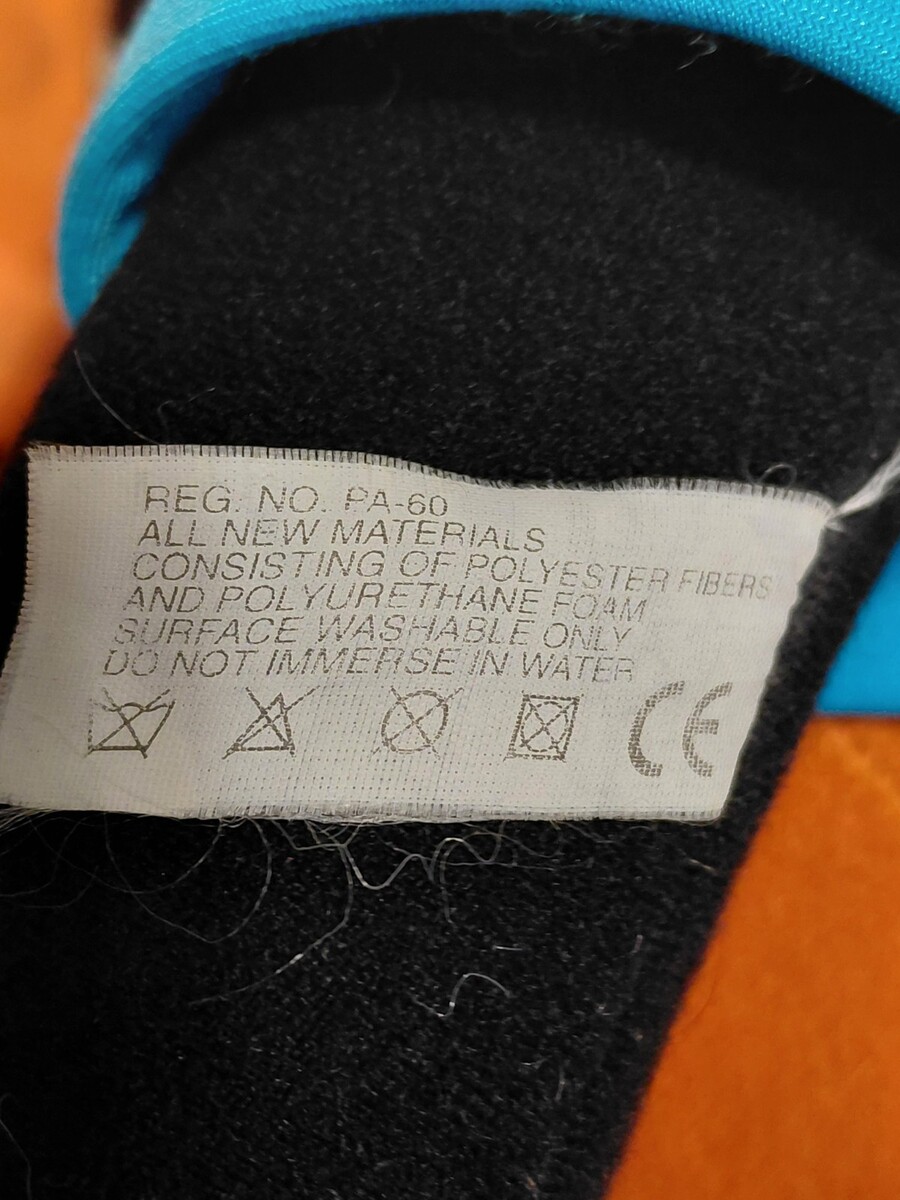 REG. NO. PA-60
ALL NEW MATERIALS
CONSISTING OF POLYESTER FIBERS
AND POLYURETHANE FOAM
SURFACE WASHABLE ONLY
DO NOT IMMERSE IN WATER
CE